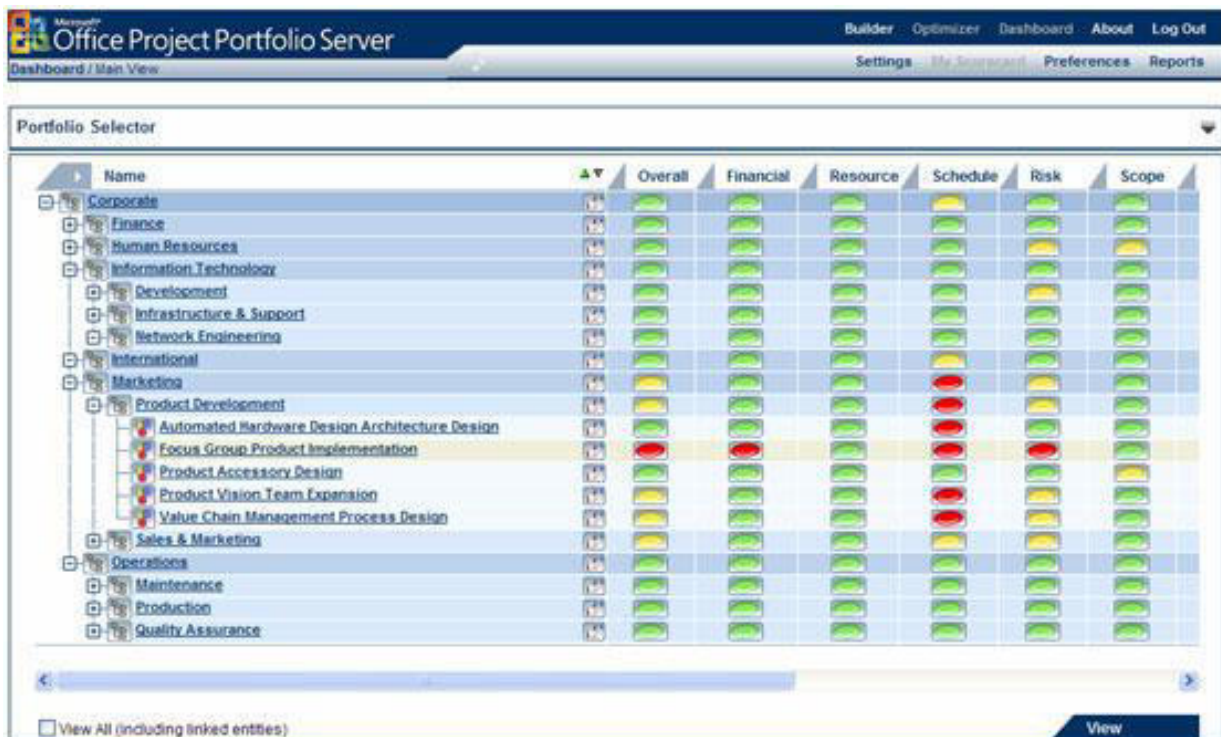 Microsoft
Office Project Portfolio Server
Builder Optimizer Dashboard About Log Out
Dashboard / Main View
Settings My Scorecard Preferences Reports
Portfolio Selector
Name Overall Financial Resource Schedule Risk Scope
Corporate
Finance
Human Resources
Information Technology
Development
Infrastructure & Support
Network Engineering
International
Marketing
Product Development
Automated Hardware Design Architecture Design
Focus Group Product Implementation
Product Accessory Design
Product Vision Team Expansion
Value Chain Management Process Design
Sales & Marketing
Operations
Maintenance
Production
Quality Assurance
View All (including linked entities)
View